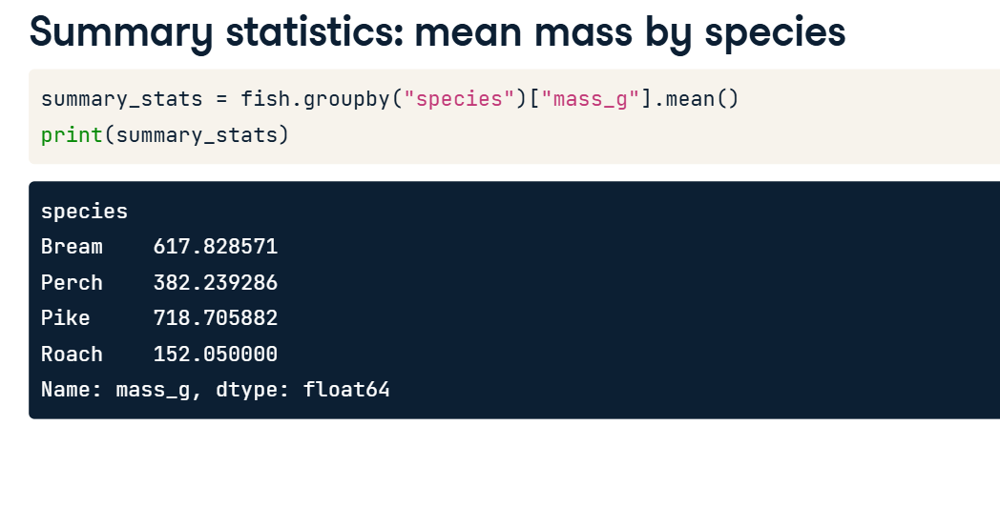 Summary statistics: mean mass by species
summary_stats = fish.groupby("species")["mass_g"].mean()
print(summary_stats)
species
Bream    617.828571
Perch    382.239286
Pike     718.705882
Roach    152.050000
Name: mass_g, dtype: float64